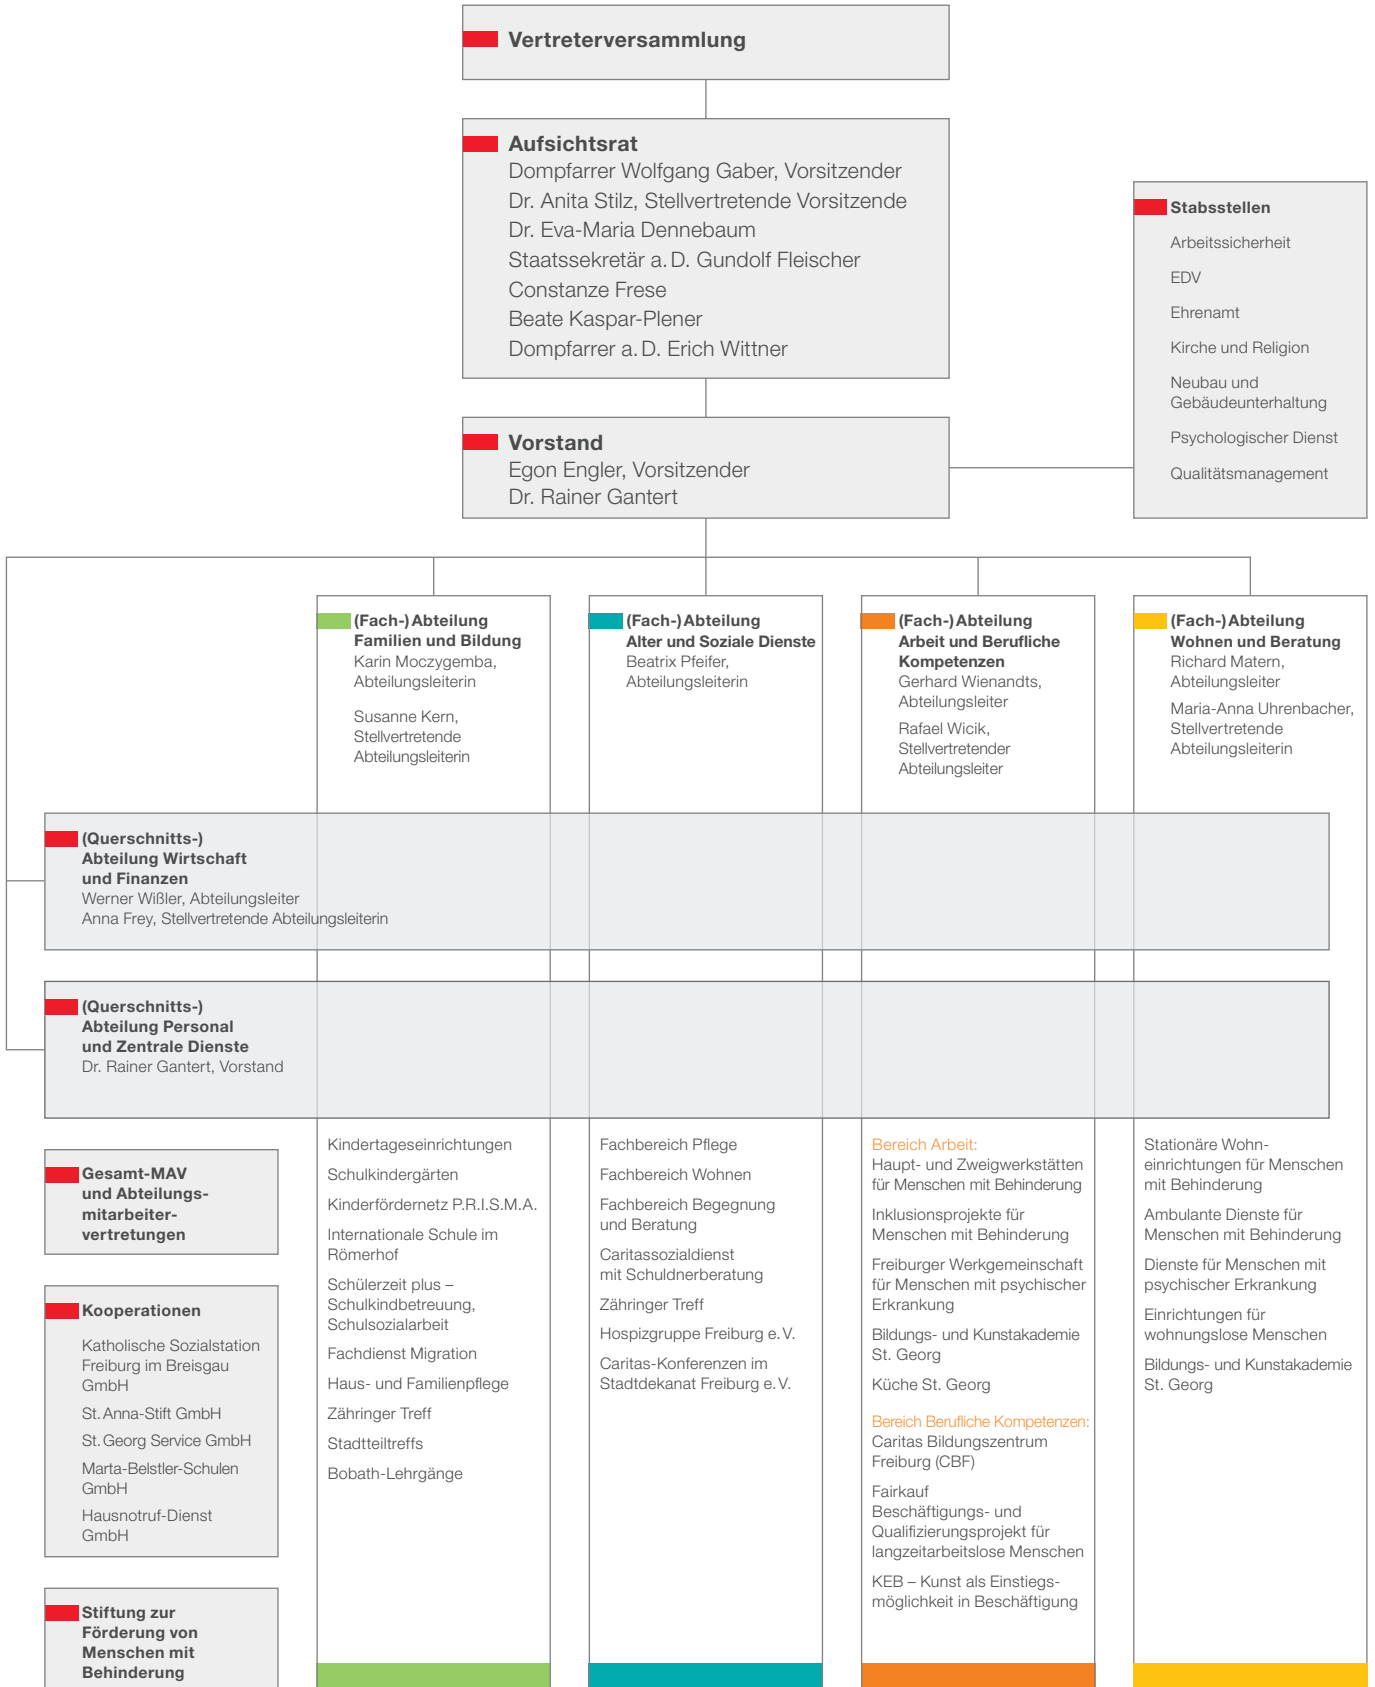 Vertreterversammlung
Aufsichtsrat
Dompfarrer Wolfgang Gaber, Vorsitzender
Dr. Anita Stilz, Stellvertretende Vorsitzende
Dr. Eva-Maria Dennebaum
Staatssekretär a. D. Gundolf Fleischer
Constanze Frese
Beate Kaspar-Plener
Dompfarrer a. D. Erich Wittner
Stabsstellen
Arbeitssicherheit
EDV
Ehrenamt
Kirche und Religion
Neubau und
Gebäudeunterhaltung
Psychologischer Dienst
Qualitätsmanagement
Vorstand
Egon Engler, Vorsitzender
Dr. Rainer Gantert
(Fach-) Abteilung
Familien und Bildung
Karin Moczygemba,
Abteilungsleiterin
Susanne Kern,
Stellvertretende
Abteilungsleiterin
(Fach-) Abteilung
Alter und Soziale Dienste
Beatrix Pfeifer,
Abteilungsleiterin
(Fach-) Abteilung
Arbeit und Berufliche
Kompetenzen
Gerhard Wienandts,
Abteilungsleiter
Rafael Wicik,
Stellvertretender
Abteilungsleiter
(Fach-) Abteilung
Wohnen und Beratung
Richard Matern,
Abteilungsleiter
Maria-Anna Uhrenbacher,
Stellvertretende
Abteilungsleiterin
(Querschnitts-)
Abteilung Wirtschaft
und Finanzen
Werner Wißler, Abteilungsleiter
Anna Frey, Stellvertretende Abteilungsleiterin
(Querschnitts-)
Abteilung Personal
und Zentrale Dienste
Dr. Rainer Gantert, Vorstand
Gesamt-MAV
und Abteilungs-
mitarbeiter-
vertretungen
Kooperationen
Katholische Sozialstation
Freiburg im Breisgau
GmbH
St. Anna-Stift GmbH
St. Georg Service GmbH
Marta-Belstler-Schulen
GmbH
Hausnotruf-Dienst
GmbH
Stiftung zur
Förderung von
Menschen mit
Behinderung
Kindertageseinrichtungen
Schulkindergärten
Kinderfördernetz P.R.I.S.M.A.
Internationale Schule im
Römerhof
Schülerzeit plus –
Schulkindbetreuung,
Schulsozialarbeit
Fachdienst Migration
Haus- und Familienpflege
Zähringer Treff
Stadtteiltreffs
Bobath-Lehrgänge
Fachbereich Pflege
Fachbereich Wohnen
Fachbereich Begegnung
und Beratung
Caritassozialdienst
mit Schuldnerberatung
Zähringer Treff
Hospizgruppe Freiburg e. V.
Caritas-Konferenzen im
Stadtdekanat Freiburg e. V.
Bereich Arbeit:
Haupt- und Zweigwerkstätten
für Menschen mit Behinderung
Inklusionsprojekte für
Menschen mit Behinderung
Freiburger Werkgemeinschaft
für Menschen mit psychischer
Erkrankung
Bildungs- und Kunstakademie
St. Georg
Küche St. Georg
Bereich Berufliche Kompetenzen:
Caritas Bildungszentrum
Freiburg (CBF)
Fairkauf
Beschäftigungs- und
Qualifizierungsprojekt für
langzeitarbeitslose Menschen
KEB – Kunst als Einstiegs-
möglichkeit in Beschäftigung
Stationäre Wohn-
einrichtungen für Menschen
mit Behinderung
Ambulante Dienste für
Menschen mit Behinderung
Dienste für Menschen mit
psychischer Erkrankung
Einrichtungen für
wohnungslose Menschen
Bildungs- und Kunstakademie
St. Georg